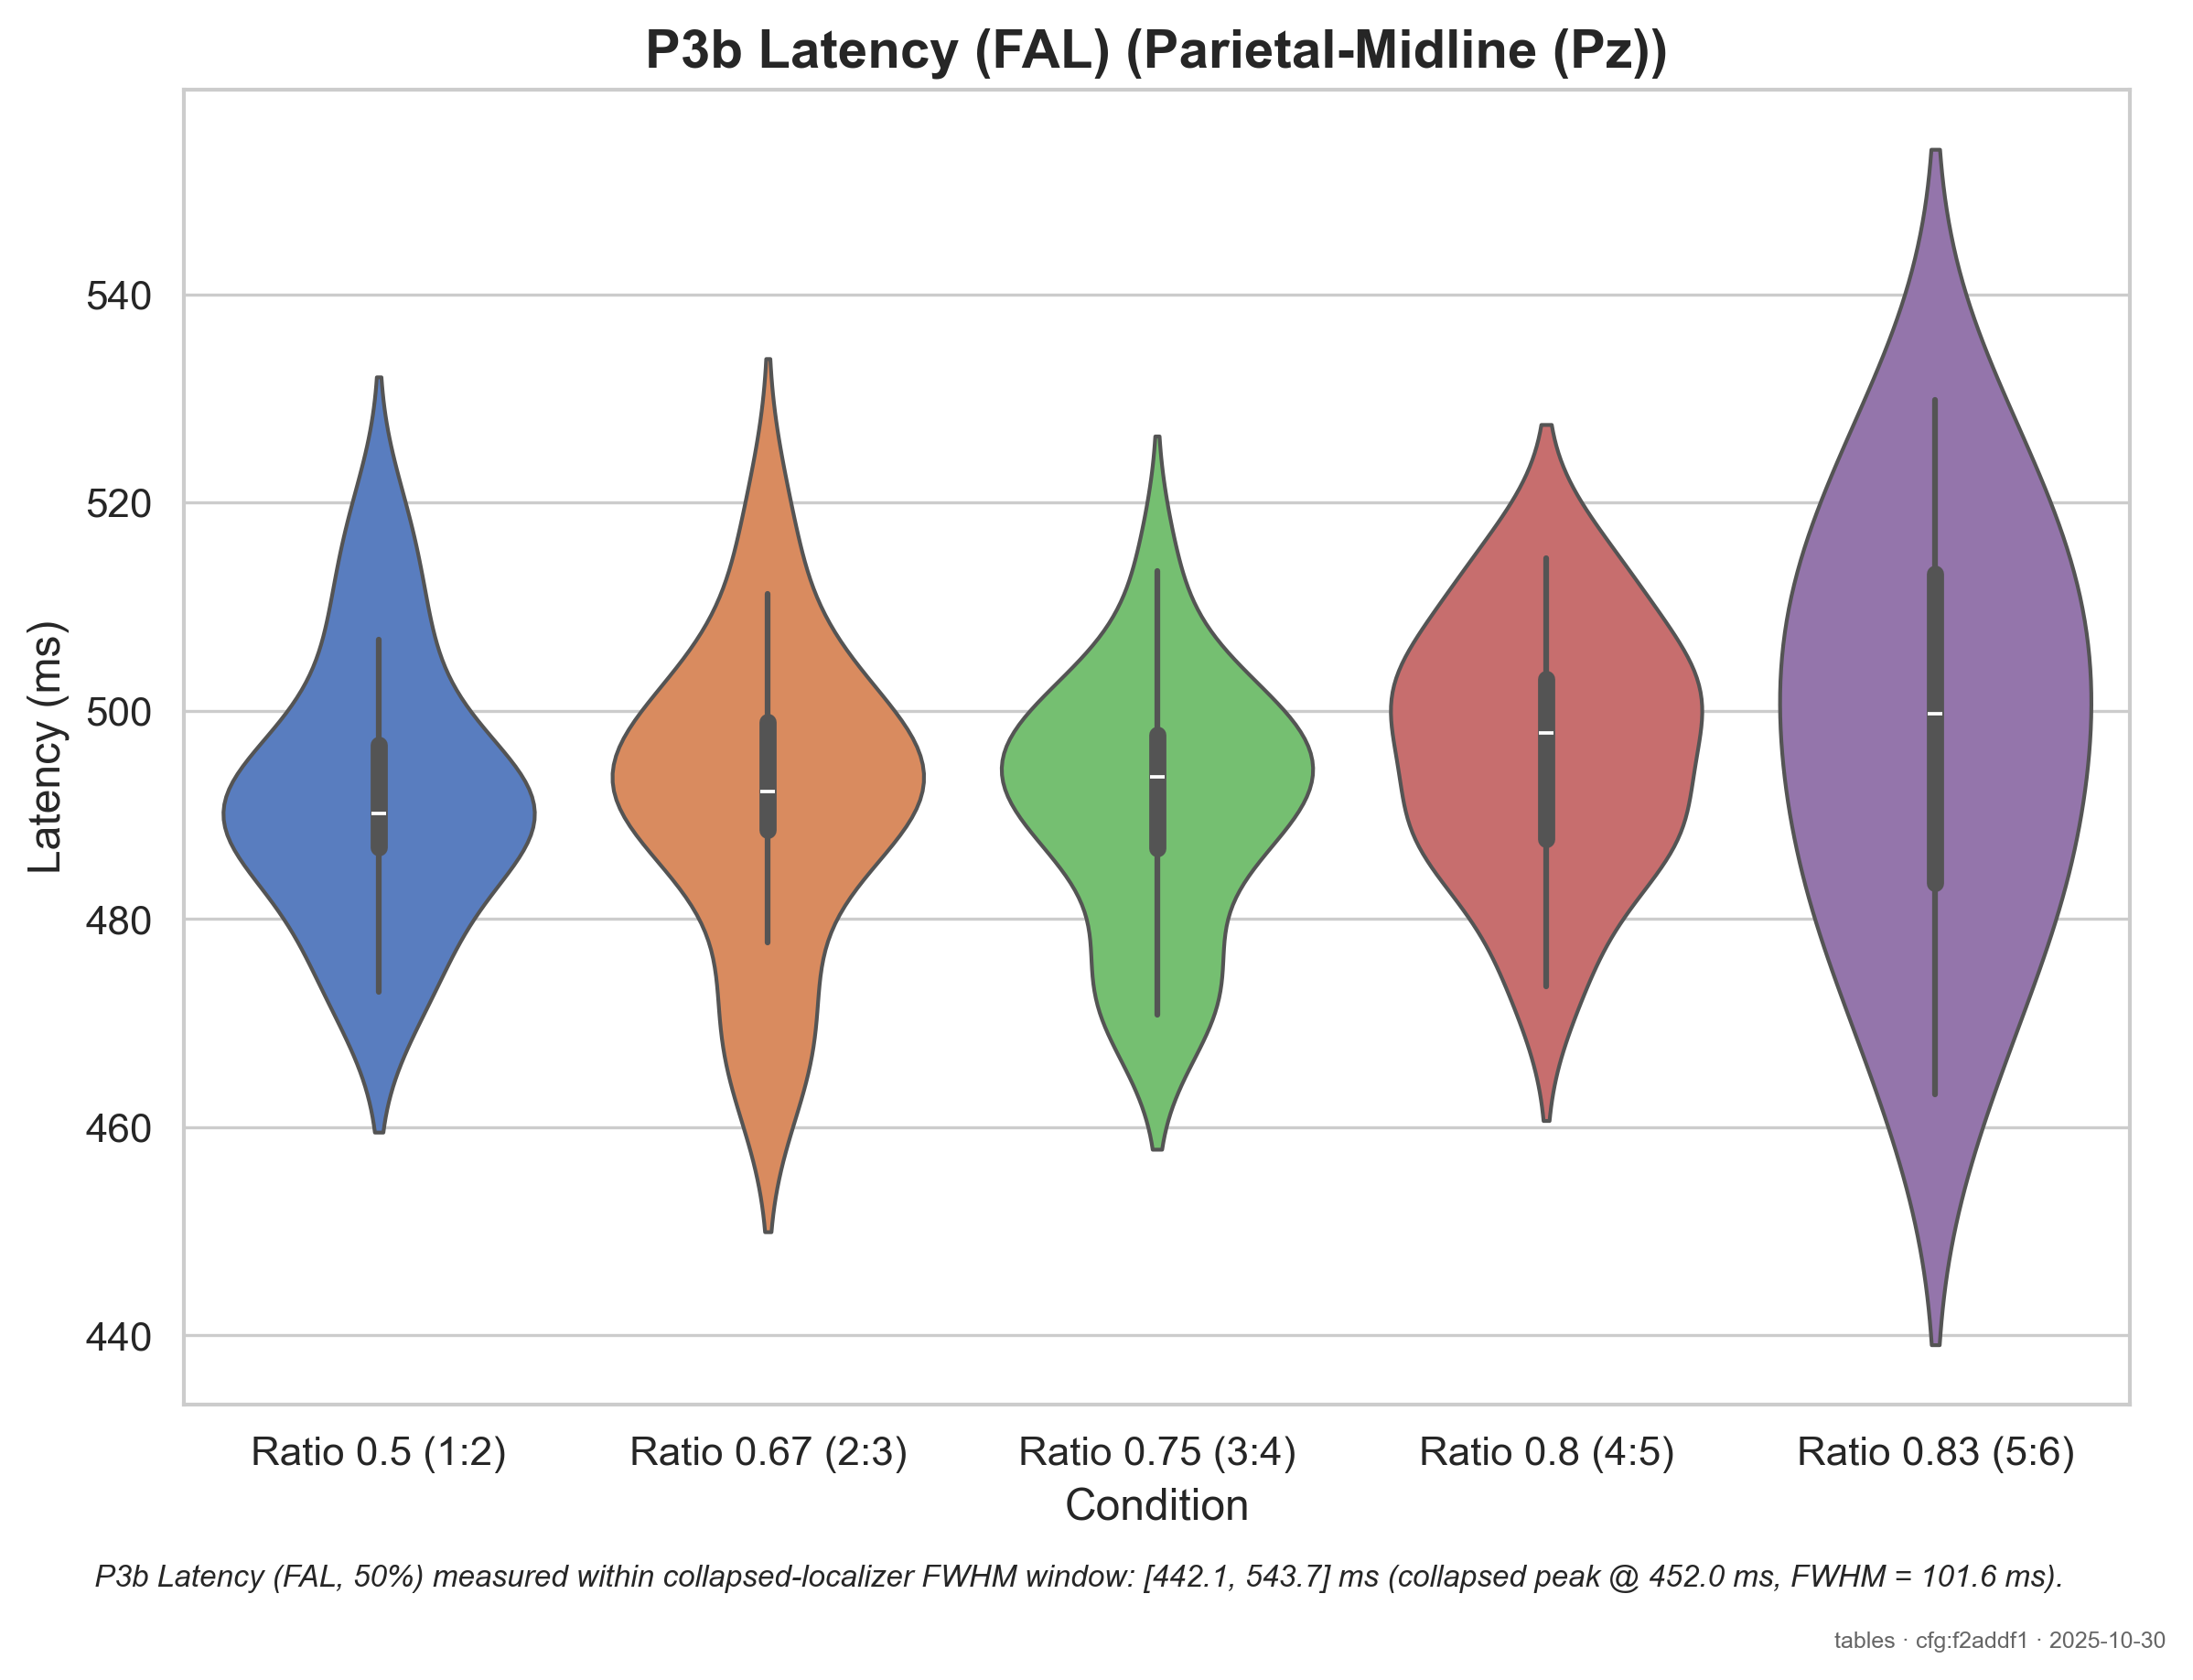 P3b Latency (FAL) (Parietal-Midline (Pz))
Latency (ms)
540
520
500
480
460
440
Ratio 0.5 (1:2) Ratio 0.67 (2:3) Ratio 0.75 (3:4) Ratio 0.8 (4:5) Ratio 0.83 (5:6)
Condition
P3b Latency (FAL, 50%) measured within collapsed-localizer FWHM window: [442.1, 543.7] ms (collapsed peak @ 452.0 ms, FWHM = 101.6 ms).
tables · cfg:f2addf1 · 2025-10-30